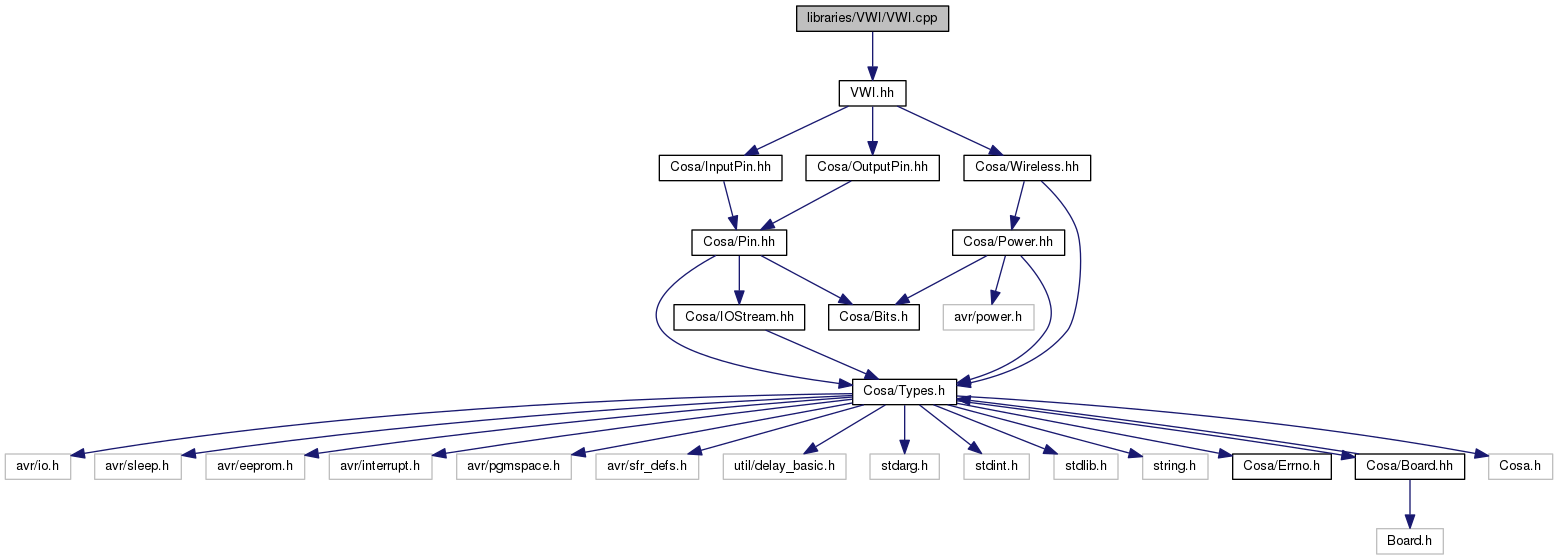 libraries/VWI/VWI.cpp
VWI.hh
Cosa/InputPin.hh
Cosa/OutputPin.hh
Cosa/Wireless.hh
Cosa/Pin.hh
Cosa/Power.hh
Cosa/IOStream.hh
Cosa/Bits.h
avr/power.h
Cosa/Types.h
avr/io.h
avr/sleep.h
avr/eeprom.h
avr/interrupt.h
avr/pgmspace.h
avr/sfr_defs.h
util/delay_basic.h
stdarg.h
stdint.h
stdlib.h
string.h
Cosa/Errno.h
Cosa/Board.hh
Cosa.h
Board.h